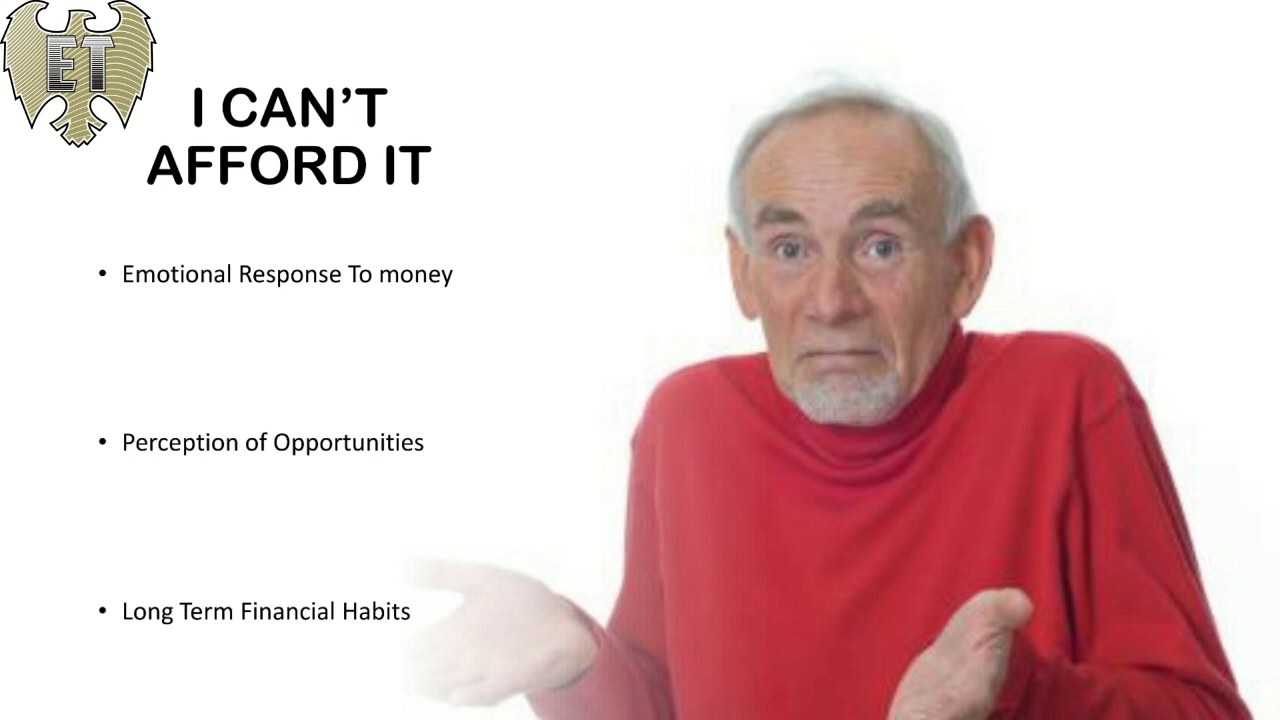 ET
I CAN’T
AFFORD IT
• Emotional Response To money
• Perception of Opportunities
• Long Term Financial Habits